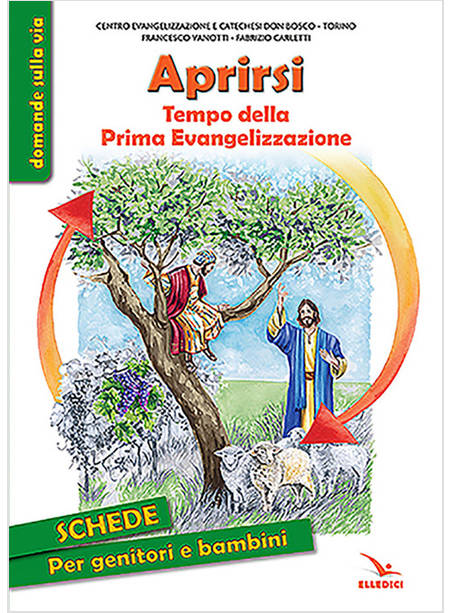 CENTRO EVANGELIZZAZIONE E CATECHESI DON BOSCO - TORINO
FRANCESCO VANOTTI - FABRIZIO CARLETTI
domande sulla via
Aprirsi
Tempo della
Prima Evangelizzazione
SCHEDE
Per genitori e bambini
ELLEDICI